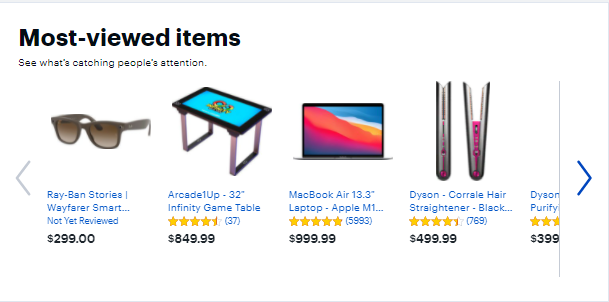 Most-viewed items
See what's catching people's attention.
Ray-Ban Stories |
Wayfarer Smart...
Not Yet Reviewed
$299.00
Arcade1Up - 32"
Infinity Game Table
(37)
$849.99
MacBook Air 13.3"
Laptop - Apple M1...
(5993)
$999.99
Dyson - Corrale Hair
Straightener - Black...
(769)
$499.99
Dyson
Purify
$399